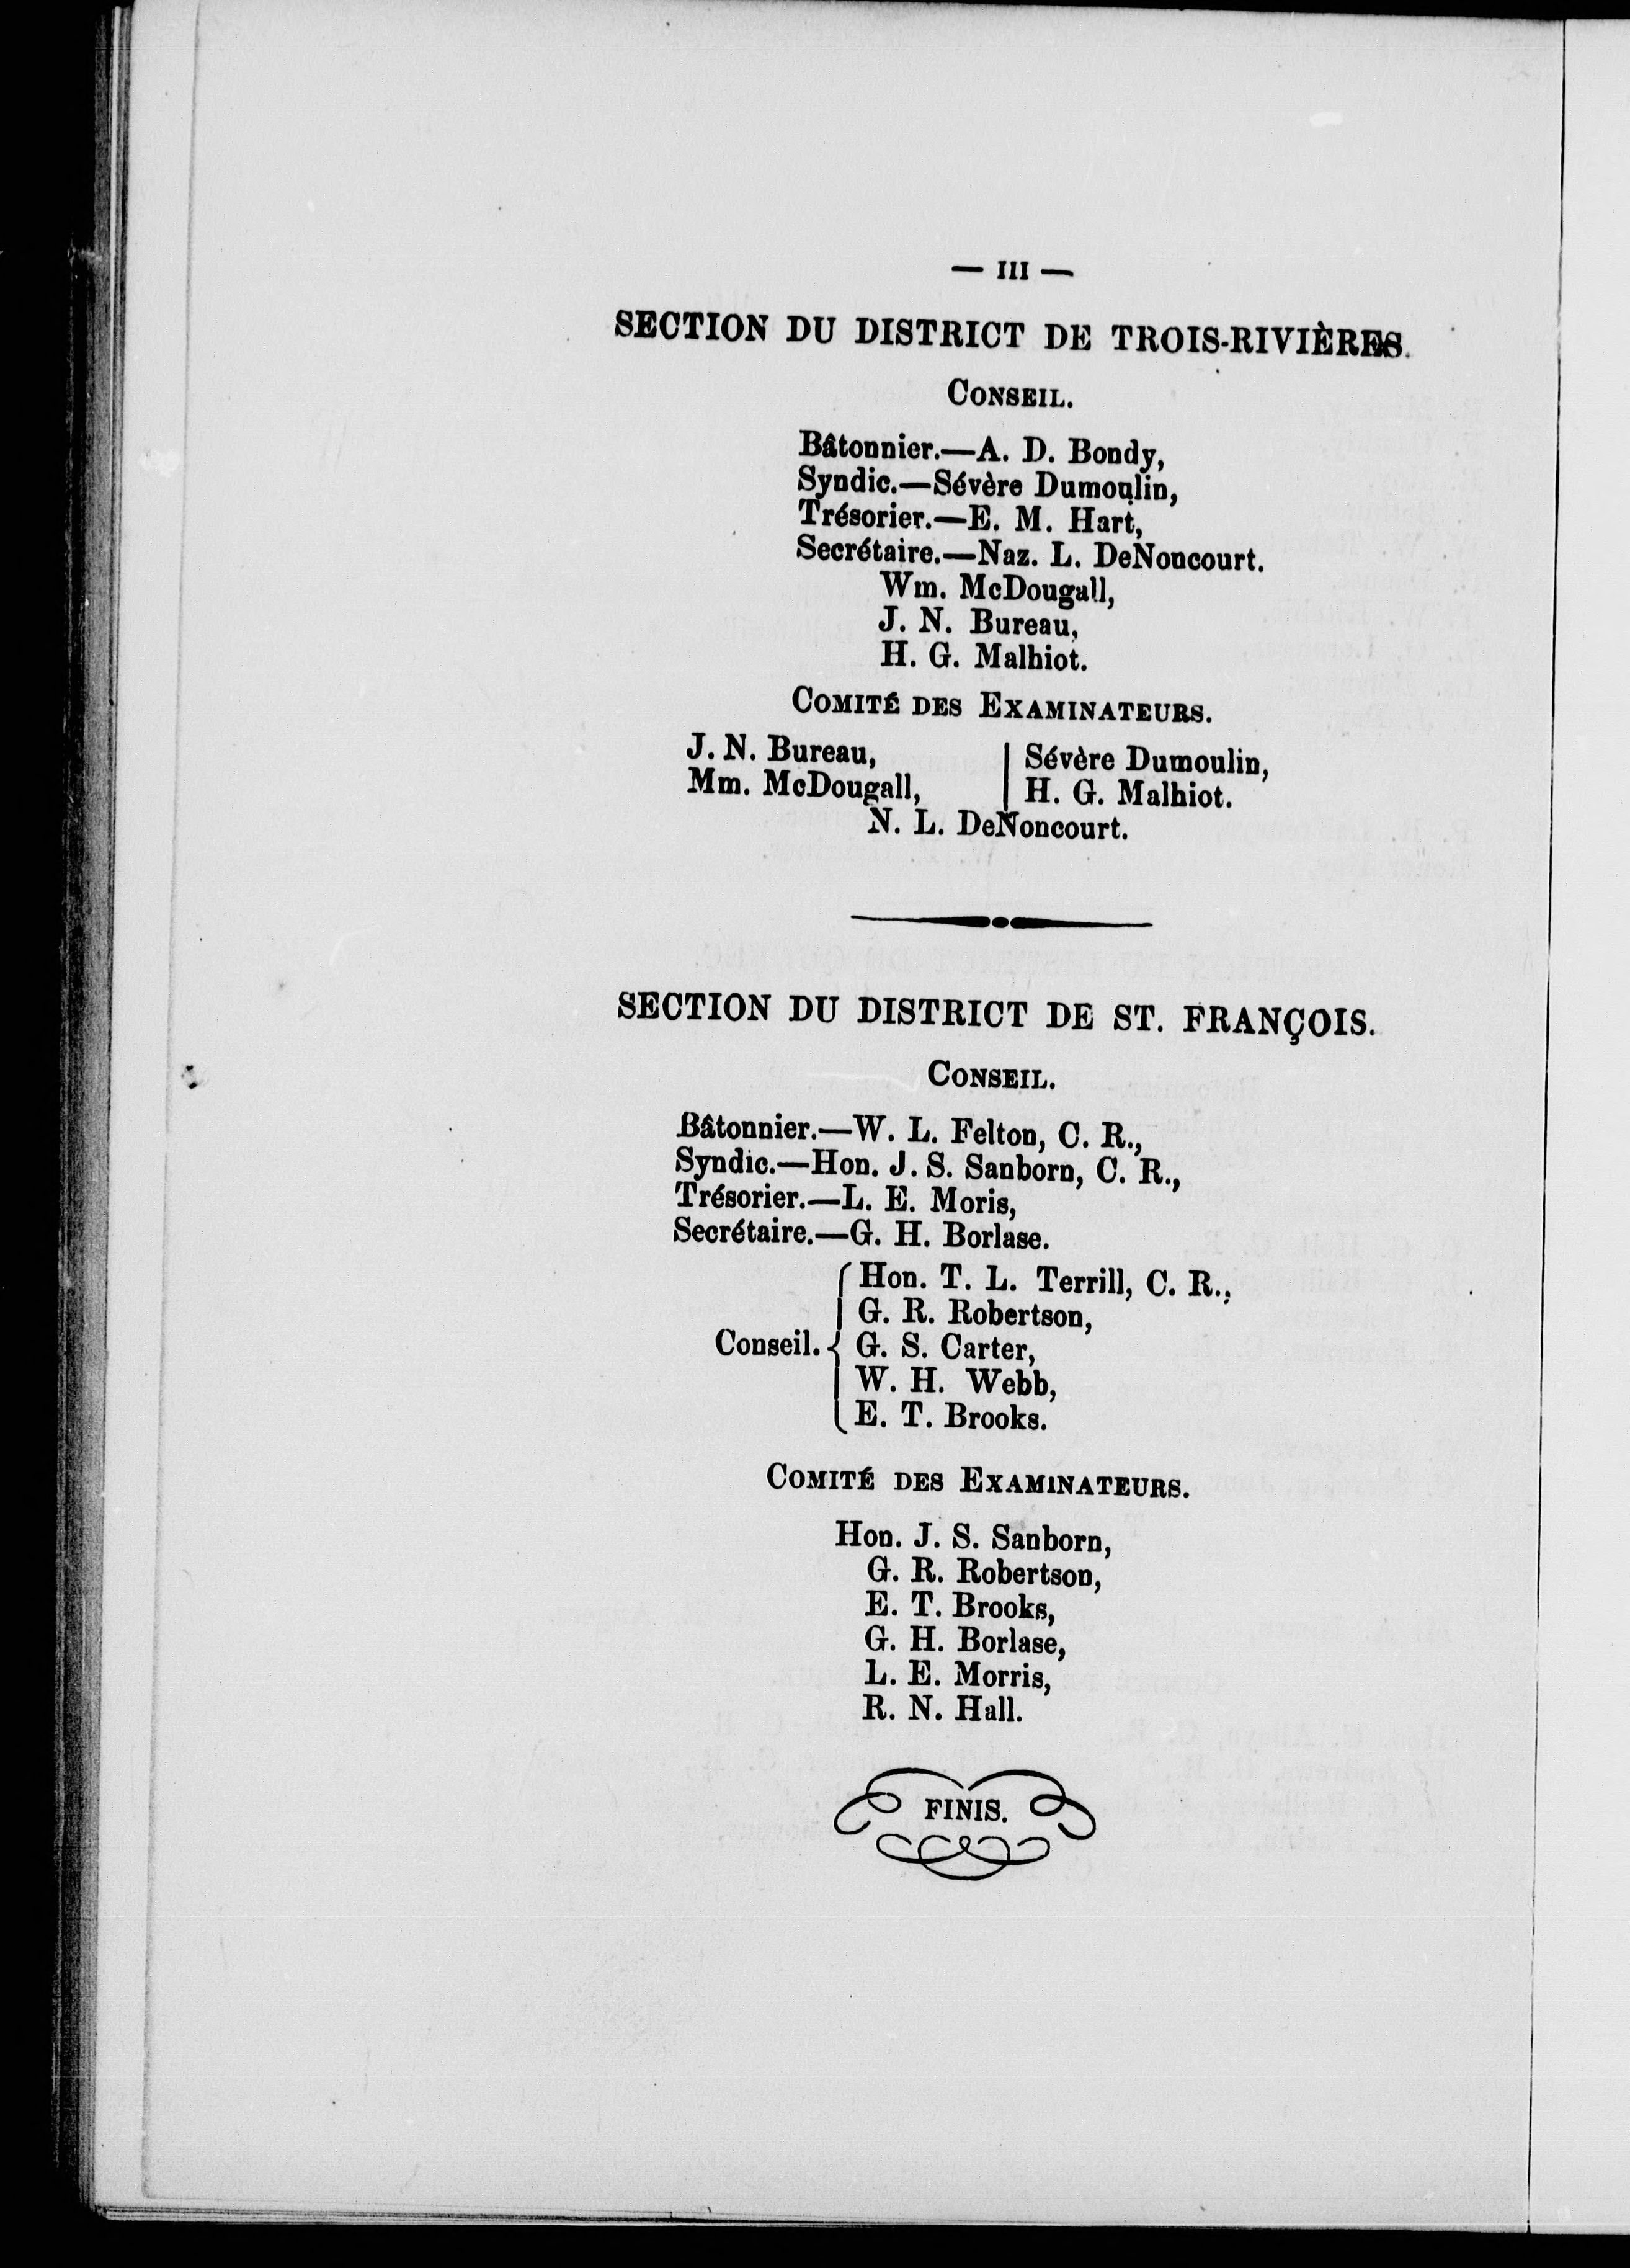 — III —
SECTION DU DISTRICT DE TROIS-RIVIÈRES.
CONSEIL.
Bâtonnier.—A. D. Bondy,
Syndic.—Sévère Dumoulin,
Trésorier.—E. M. Hart,
Secrétaire.—Naz. L. DeNoncourt.
Wm. McDougall,
J. N. Bureau,
H. G. Malhiot.
COMITÉ DES EXAMINATEURS.
J. N. Bureau,
Mm. McDougall,
Sévère Dumoulin,
H. G. Malhiot.
N. L. DeNoncourt.
SECTION DU DISTRICT DE ST. FRANÇOIS.
CONSEIL.
Bâtonnier.—W. L. Felton, C. R.,
Syndic.—Hon. J. S. Sanborn, C. R.,
Trésorier.—L. E. Moris,
Secrétaire.—G. H. Borlase.
Conseil.
Hon. T. L. Terrill, C. R.,
G. R. Robertson,
G. S. Carter,
W. H. Webb,
E. T. Brooks.
COMITÉ DES EXAMINATEURS.
Hon. J. S. Sanborn,
G. R. Robertson,
E. T. Brooks,
G. H. Borlase,
L. E. Morris,
R. N. Hall.
FINIS.